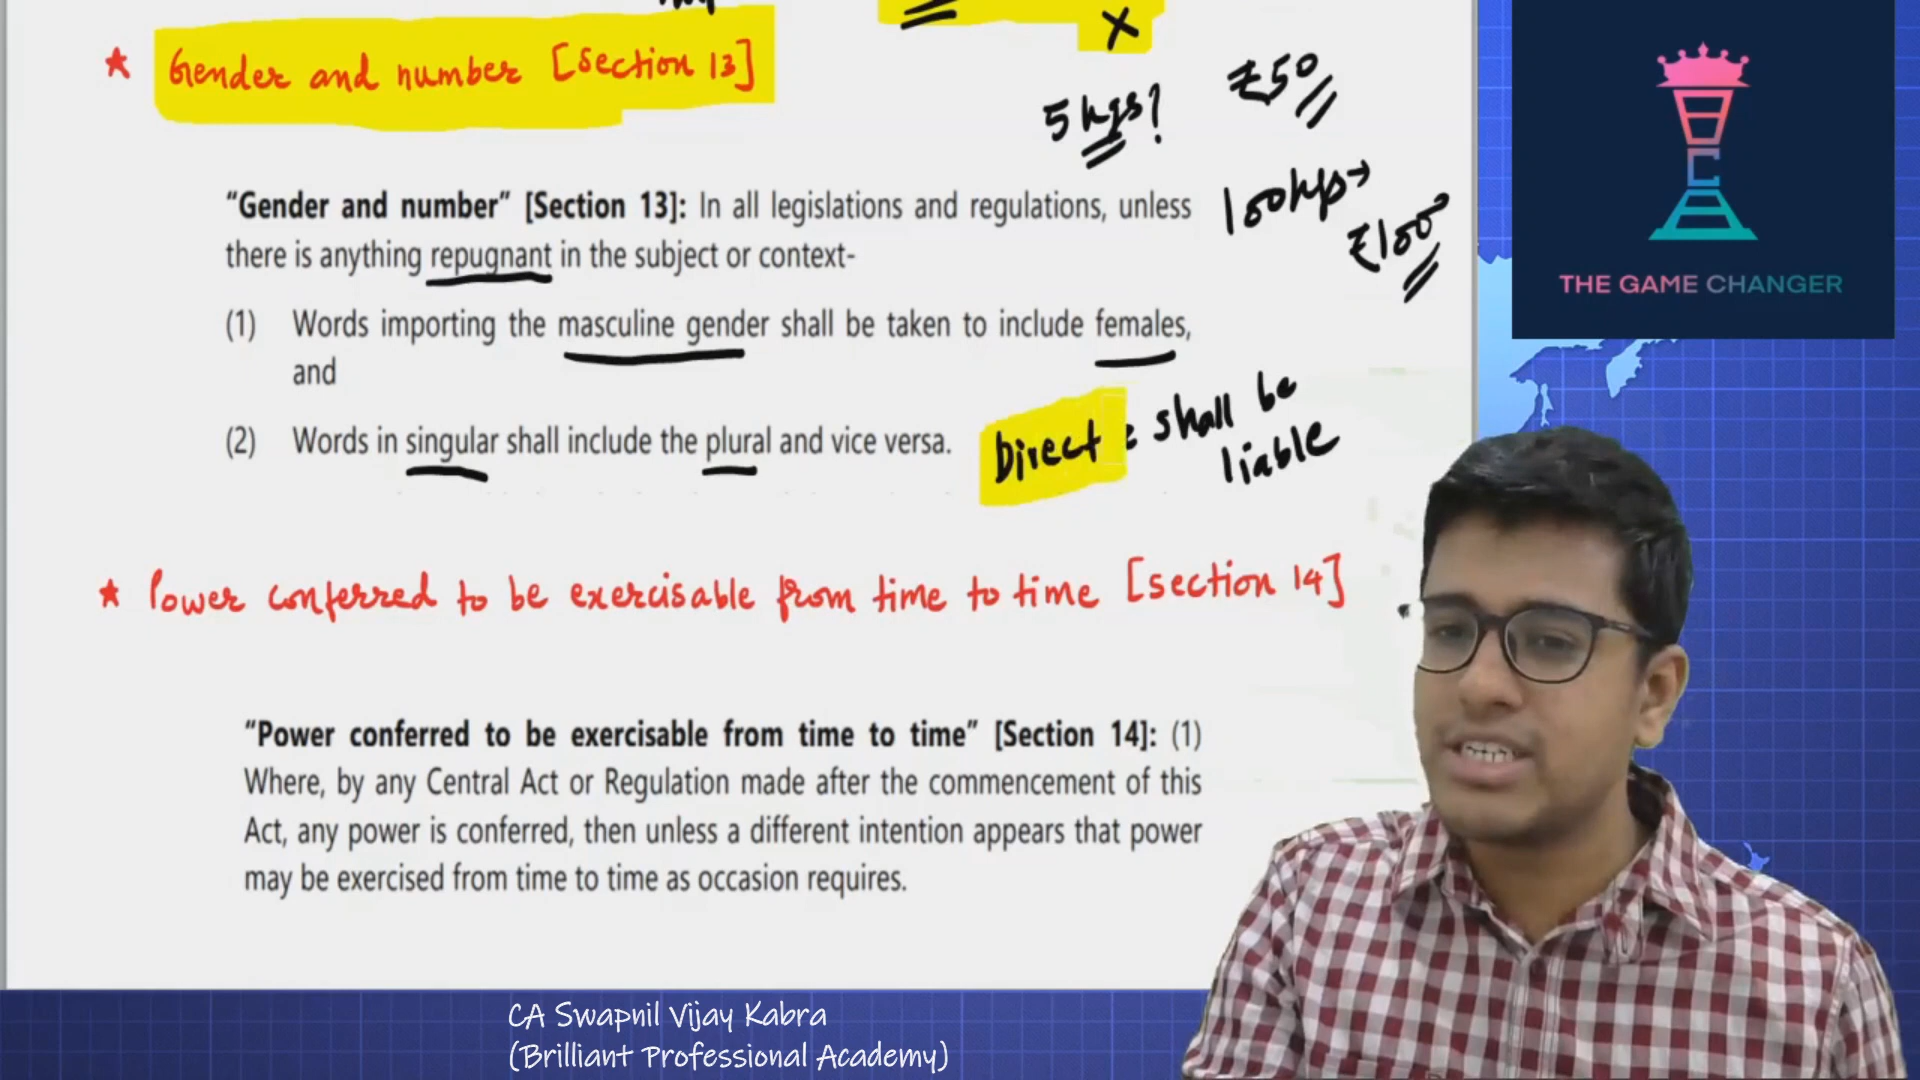 ★ Gender and number [Section 13]
X
5 kgs?
₹50
100 kgs →
₹100
“Gender and number” [Section 13]: In all legislations and regulations, unless
there is anything repugnant in the subject or context-
(1) Words importing the masculine gender shall be taken to include females,
and
(2) Words in singular shall include the plural and vice versa.
Direct shall be
liable
★ Power conferred to be exercisable from time to time [section 14]
“Power conferred to be exercisable from time to time” [Section 14]: (1)
Where, by any Central Act or Regulation made after the commencement of this
Act, any power is conferred, then unless a different intention appears that power
may be exercised from time to time as occasion requires.
C
THE GAME CHANGER
CA Swapnil Vijay Kabra
(Brilliant Professional Academy)